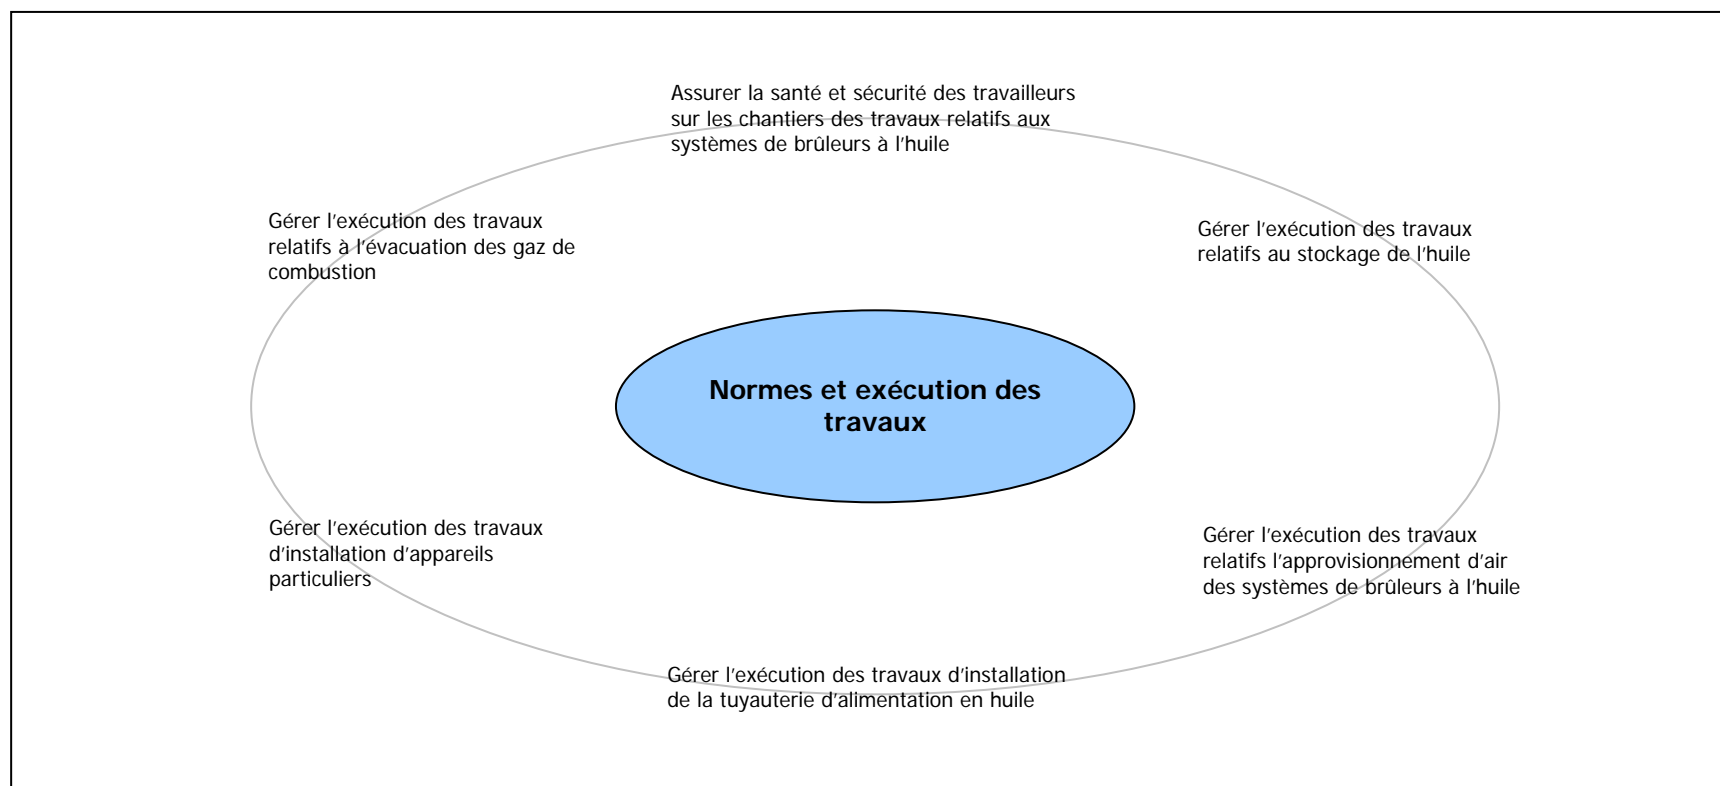 Assurer la santé et sécurité des travailleurs
sur les chantiers des travaux relatifs aux
systèmes de brûleurs à l'huile
Gérer l'exécution des travaux
relatifs à l'évacuation des gaz de
combustion
Gérer l'exécution des travaux
relatifs au stockage de l'huile
Normes et exécution des
travaux
Gérer l'exécution des travaux
d'installation d'appareils
particuliers
Gérer l'exécution des travaux
relatifs l'approvisionnement d'air
des systèmes de brûleurs à l'huile
Gérer l'exécution des travaux d'installation
de la tuyauterie d'alimentation en huile